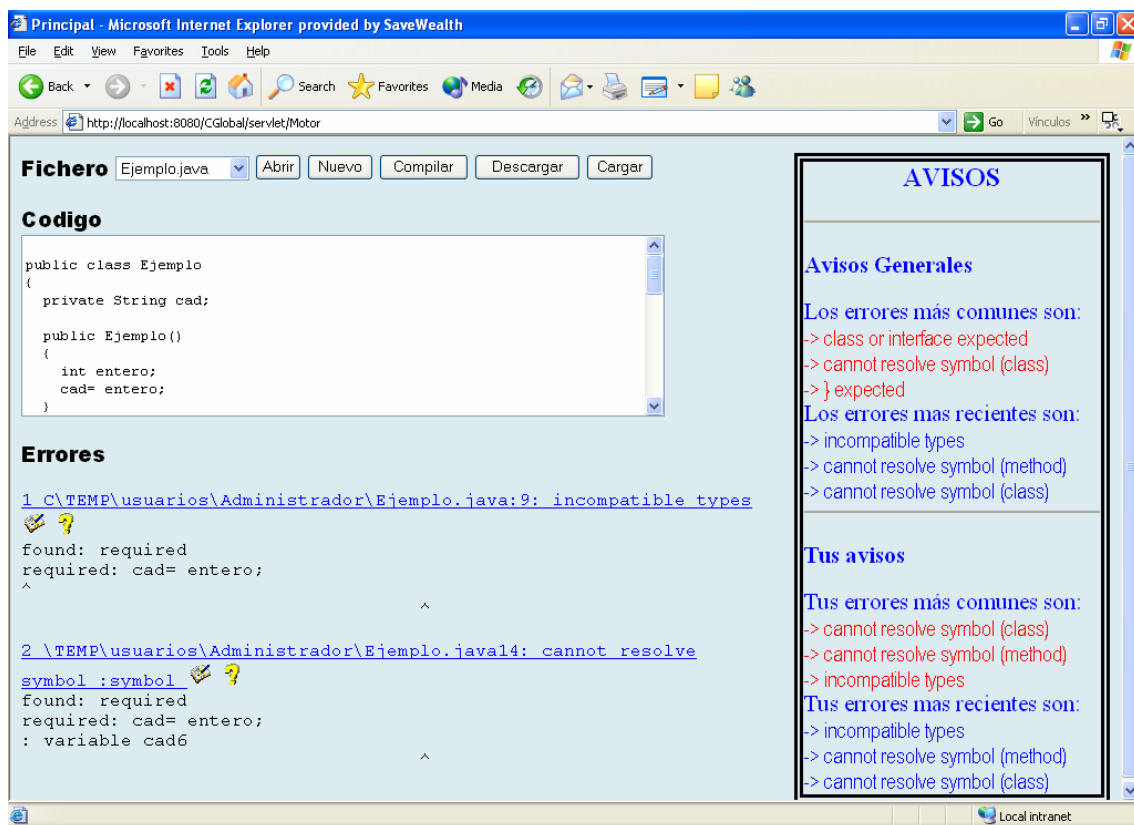 Principal - Microsoft Internet Explorer provided by SaveWealth
File Edit View Favorites Tools Help
Back Search Favorites Media
Address http://localhost:8080/CGlobal/servlet/Motor Go Vínculos »
Fichero Ejemplo.java Abrir Nuevo Compilar Descargar Cargar
Codigo
public class Ejemplo
{
private String cad;
public Ejemplo()
{
int entero;
cad= entero;
}
Errores
1 C\TEMP\usuarios\Administrador\Ejemplo.java:9: incompatible types
found: required
required: cad= entero;
^
^
2 \TEMP\usuarios\Administrador\Ejemplo.java14: cannot resolve
symbol :symbol
found: required
required: cad= entero;
: variable cad6
^
AVISOS
Avisos Generales
Los errores más comunes son:
-> class or interface expected
-> cannot resolve symbol (class)
-> } expected
Los errores mas recientes son:
-> incompatible types
-> cannot resolve symbol (method)
-> cannot resolve symbol (class)
Tus avisos
Tus errores más comunes son:
-> cannot resolve symbol (class)
-> cannot resolve symbol (method)
-> incompatible types
Tus errores mas recientes son:
-> incompatible types
-> cannot resolve symbol (method)
-> cannot resolve symbol (class)
Local intranet